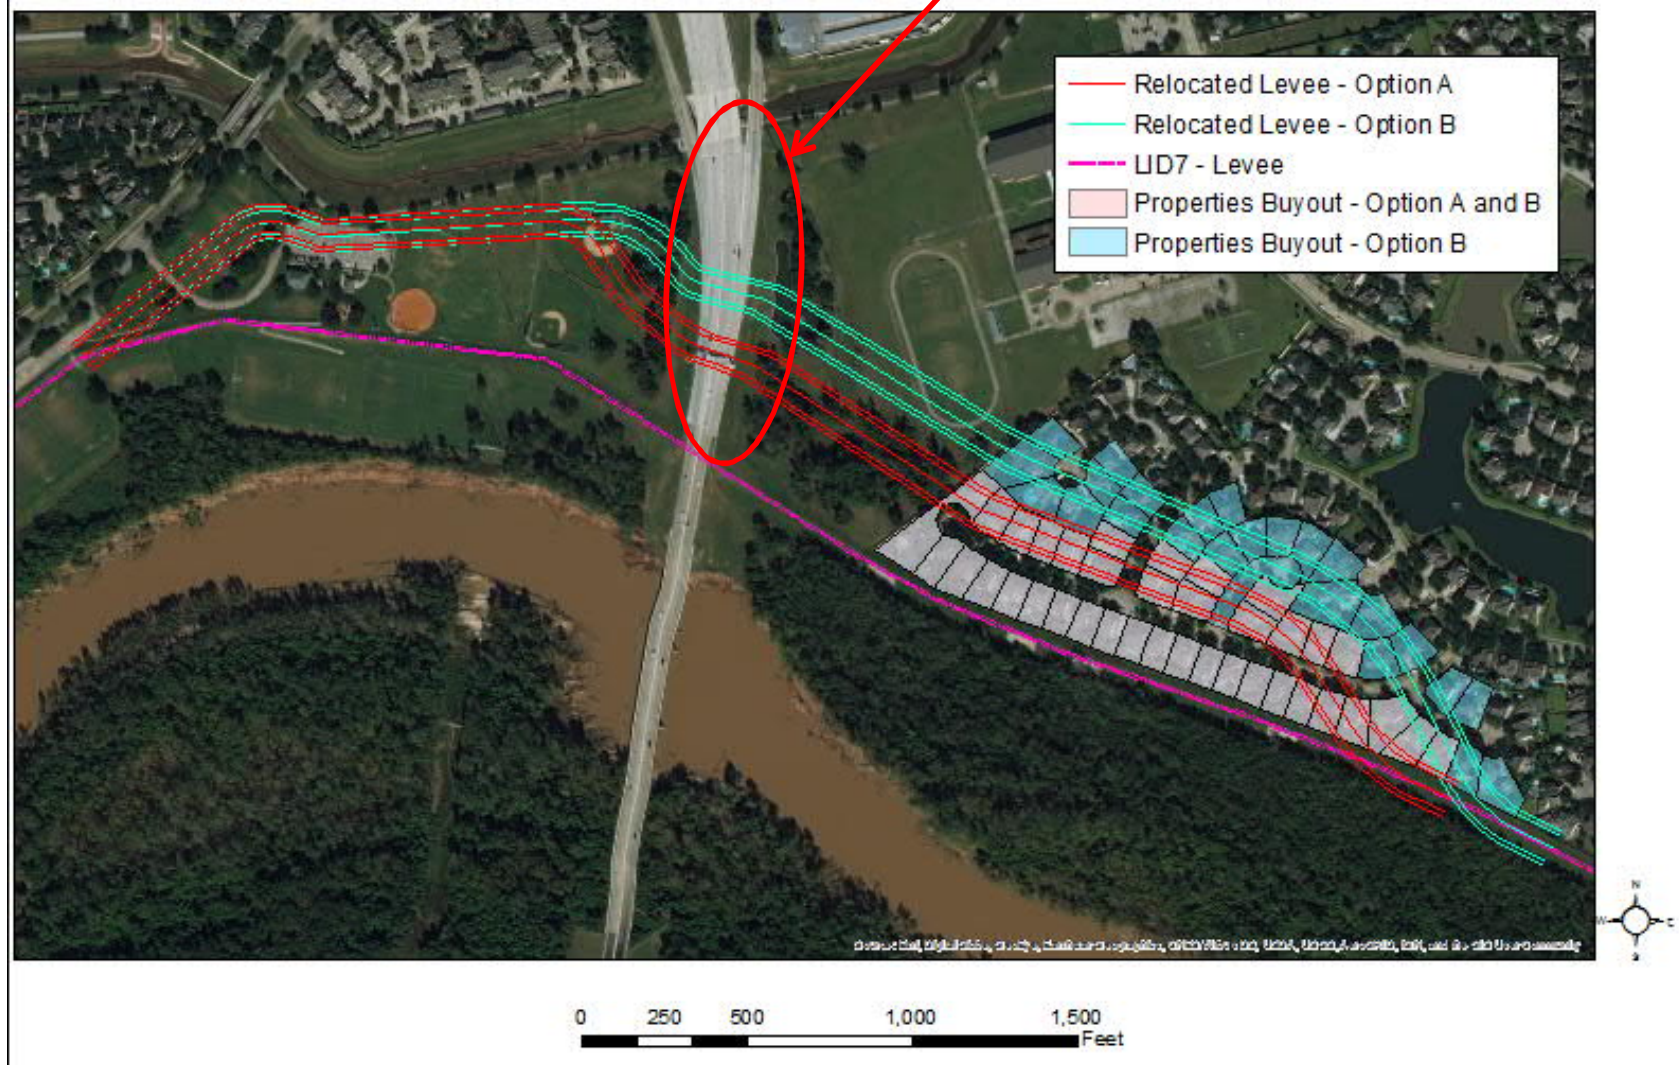 Relocated Levee - Option A
Relocated Levee - Option B
LID7 - Levee
Properties Buyout - Option A and B
Properties Buyout - Option B
N
W
S
0 250 500 1,000 1,500
Feet